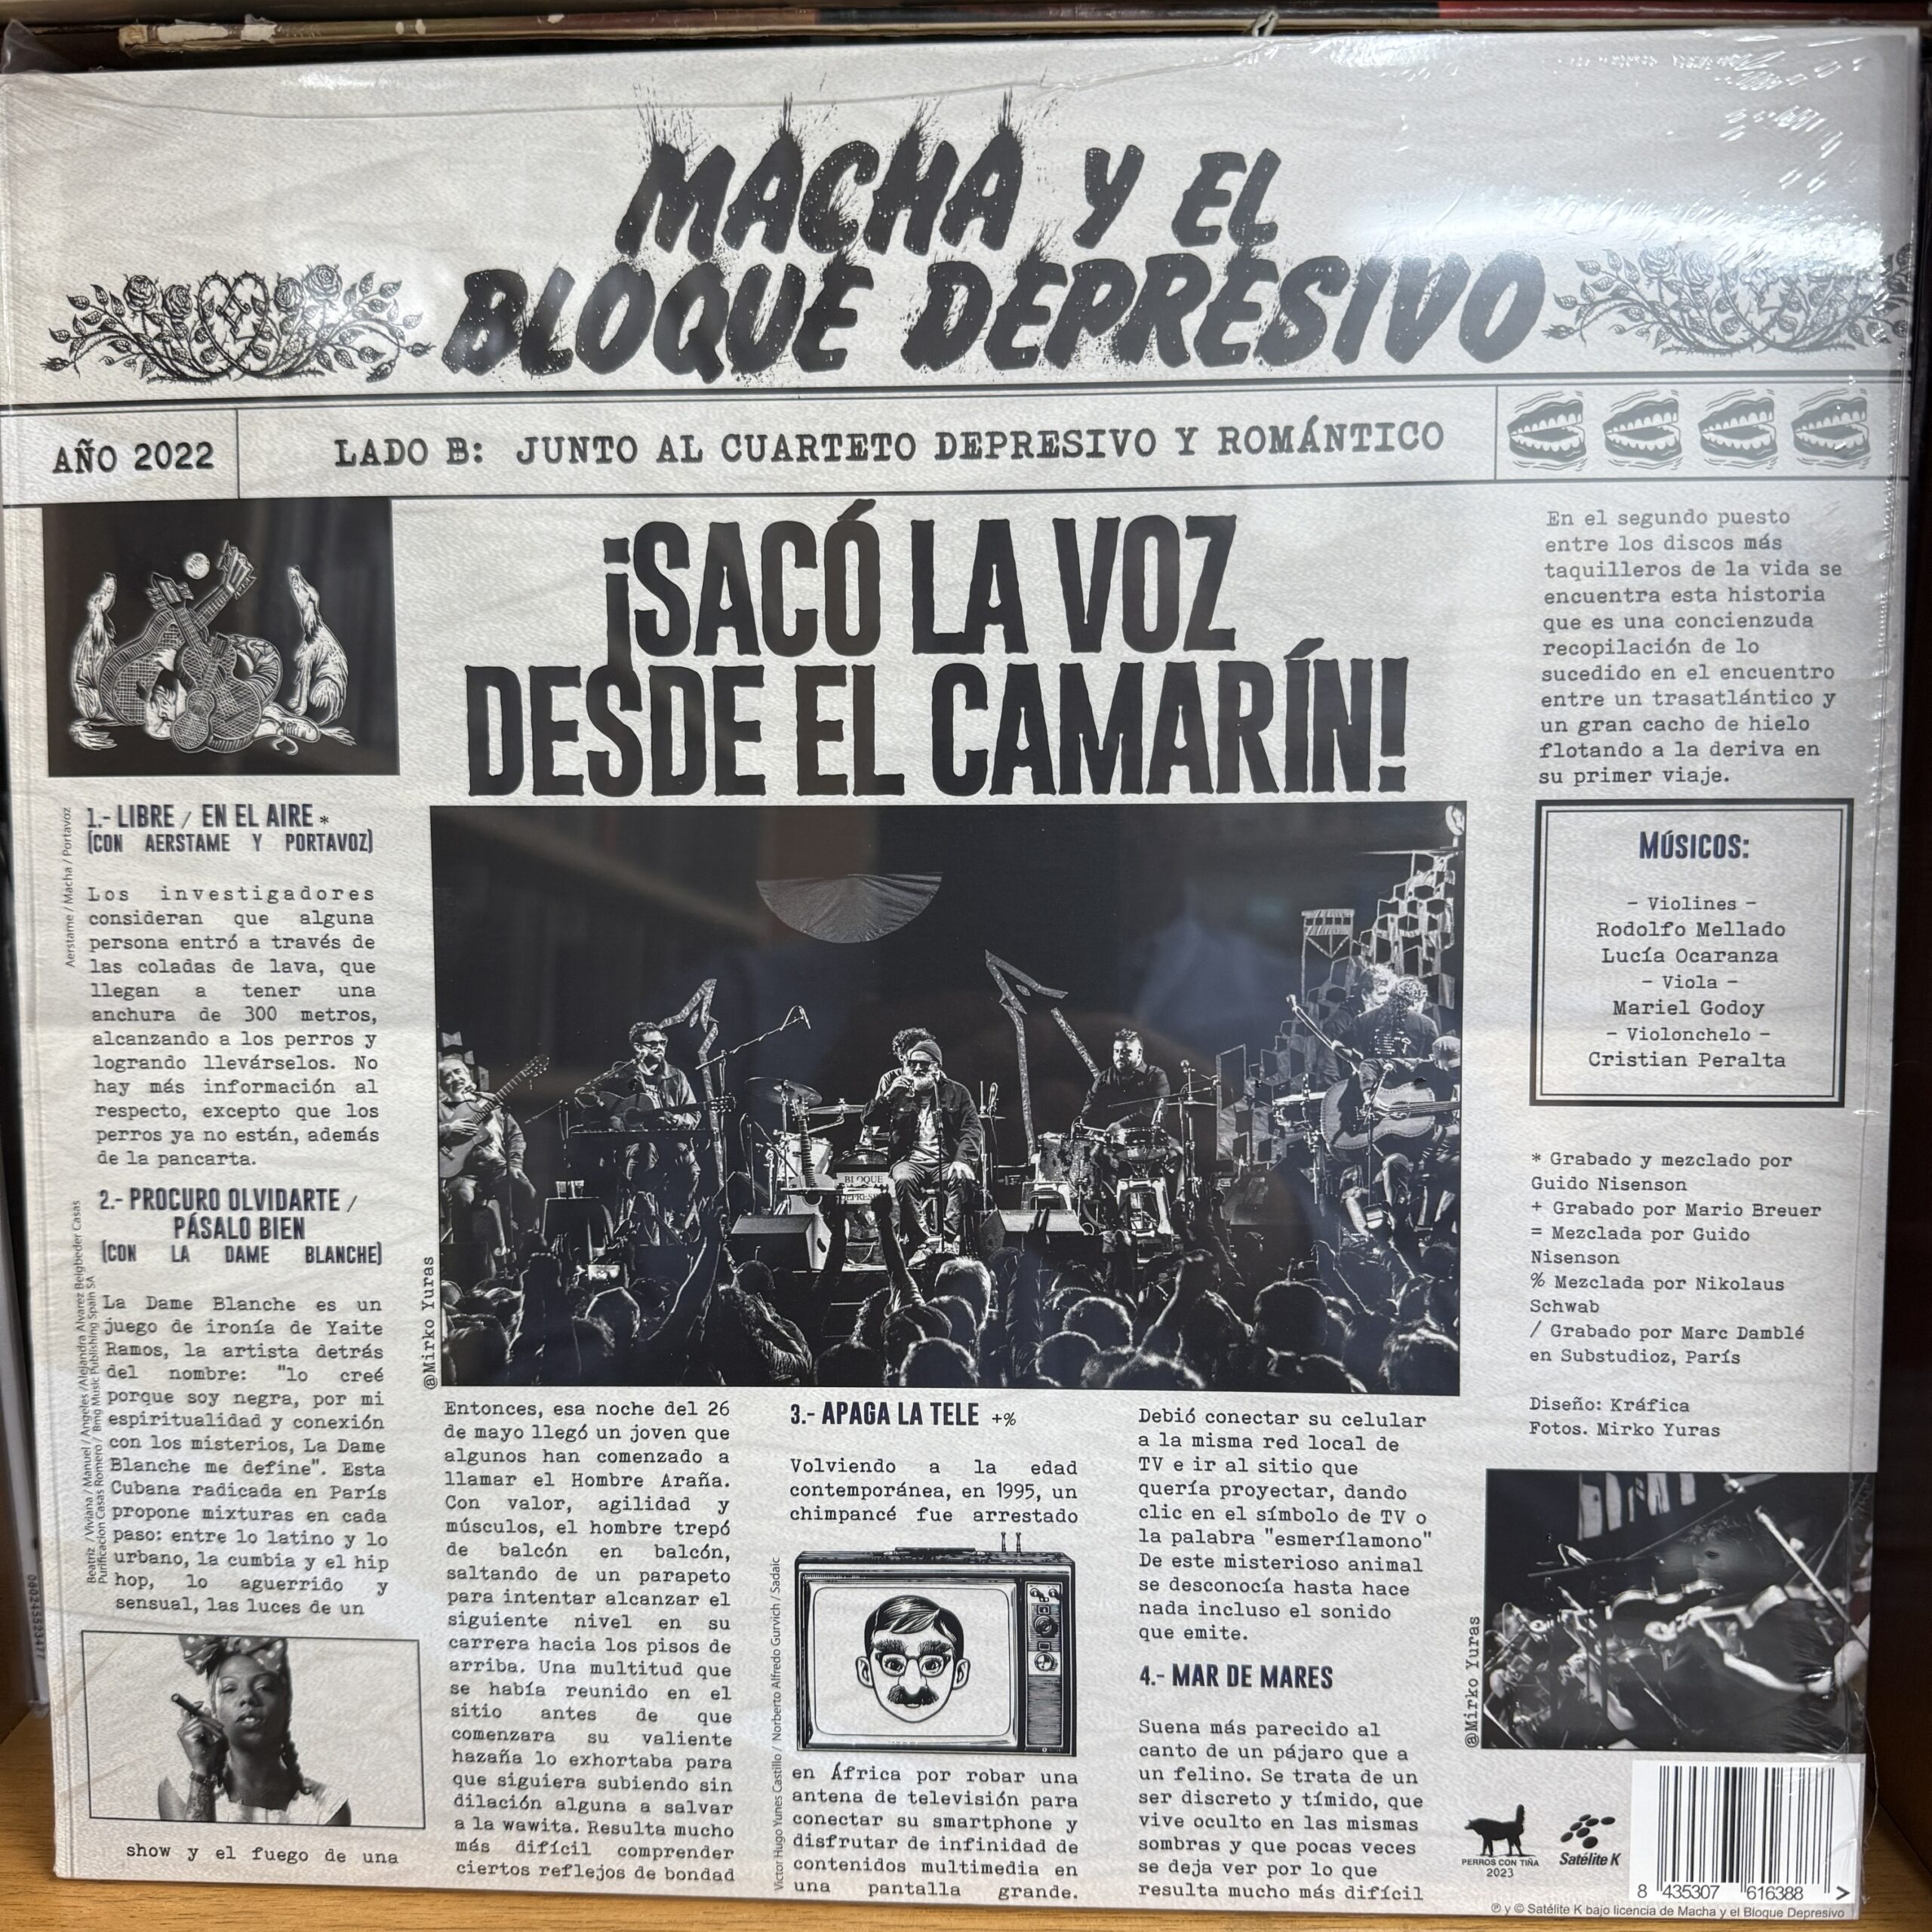 MACHA Y EL
BLOQUE DEPRESIVO
AÑO 2022
LADO B: JUNTO AL CUARTETO DEPRESIVO Y ROMÁNTICO
¡SACÓ LA VOZ
DESDE EL CAMARÍN!
1.- LIBRE / EN EL AIRE *
(CON AERSTAME Y PORTAVOZ)
Aerstame / Macha / Portavoz
Los investigadores
consideran que alguna
persona entró a través de
las coladas de lava, que
llegan a tener una
anchura de 300 metros,
alcanzando a los perros y
logrando llevárselos. No
hay más información al
respecto, excepto que los
perros ya no están, además
de la pancarta.
2.- PROCURO OLVIDARTE /
PÁSALO BIEN
(CON LA DAME BLANCHE)
Beatriz / Viviana / Manuel / Angeles / Alejandra Alvarez Beigbeder Casas
Purificacion Casas Romero / Bmg Music Publishing Spain SA
La Dame Blanche es un
juego de ironía de Yaite
Ramos, la artista detrás
del nombre: "lo creé
porque soy negra, por mi
espiritualidad y conexión
con los misterios, La Dame
Blanche me define". Esta
Cubana radicada en París
propone mixturas en cada
paso: entre lo latino y lo
urbano, la cumbia y el hip
hop, lo aguerrido y
sensual, las luces de un
show y el fuego de una
@Mirko Yuras
BLOQUE
Entonces, esa noche del 26
de mayo llegó un joven que
algunos han comenzado a
llamar el Hombre Araña.
Con valor, agilidad y
músculos, el hombre trepó
de balcón en balcón,
saltando de un parapeto
para intentar alcanzar el
siguiente nivel en su
carrera hacia los pisos de
arriba. Una multitud que
se había reunido en el
sitio antes de que
comenzara su valiente
hazaña lo exhortaba para
que siguiera subiendo sin
dilación alguna a salvar
a la wawita. Resulta mucho
más difícil comprender
ciertos reflejos de bondad
3.- APAGA LA TELE +%
Volviendo a la edad
contemporánea, en 1995, un
chimpancé fue arrestado
Victor Hugo Yunes Castillo / Norberto Alfredo Gurvich / Sadaic
en África por robar una
antena de televisión para
conectar su smartphone y
disfrutar de infinidad de
contenidos multimedia en
una pantalla grande.
Debió conectar su celular
a la misma red local de
TV e ir al sitio que
quería proyectar, dando
clic en el símbolo de TV o
la palabra "esmerílamono"
De este misterioso animal
se desconocía hasta hace
nada incluso el sonido
que emite.
4.- MAR DE MARES
Suena más parecido al
canto de un pájaro que a
un felino. Se trata de un
ser discreto y tímido, que
vive oculto en las mismas
sombras y que pocas veces
se deja ver por lo que
resulta mucho más difícil
En el segundo puesto
entre los discos más
taquilleros de la vida se
encuentra esta historia
que es una concienzuda
recopilación de lo
sucedido en el encuentro
entre un trasatlántico y
un gran cacho de hielo
flotando a la deriva en
su primer viaje.
MÚSICOS:
- Violines -
Rodolfo Mellado
Lucía Ocaranza
- Viola -
Mariel Godoy
- Violonchelo -
Cristian Peralta
* Grabado y mezclado por
Guido Nisenson
+ Grabado por Mario Breuer
= Mezclada por Guido
Nisenson
% Mezclada por Nikolaus
Schwab
/ Grabado por Marc Damblé
en Substudioz, París
Diseño: Kráfica
Fotos. Mirko Yuras
@Mirko Yuras
PERROS CON TIÑA
2023
Satélite K
8 435307 616388 >
℗ y © Satélite K bajo licencia de Macha y el Bloque Depresivo